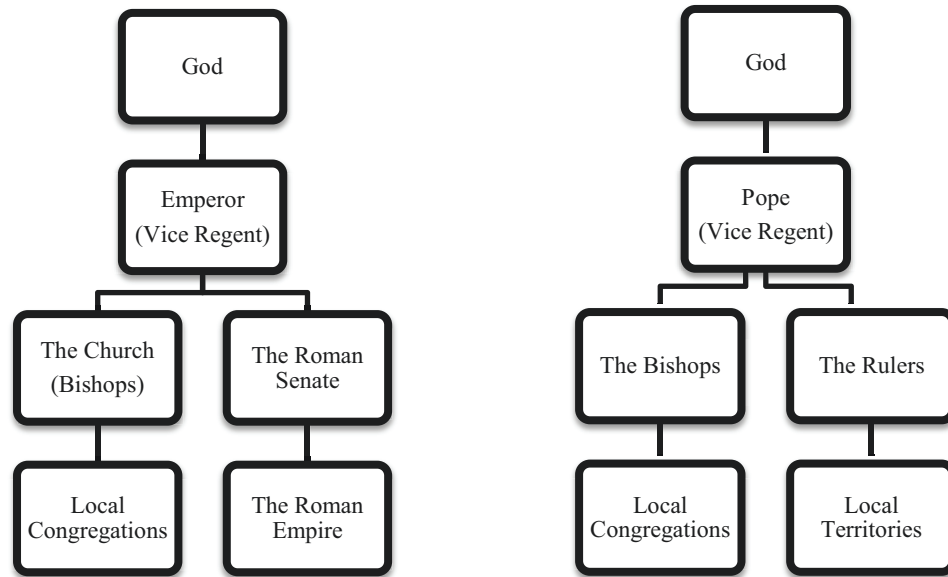 God
Emperor
(Vice Regent)
The Church
(Bishops)
The Roman
Senate
Local
Congregations
The Roman
Empire
God
Pope
(Vice Regent)
The Bishops
The Rulers
Local
Congregations
Local
Territories